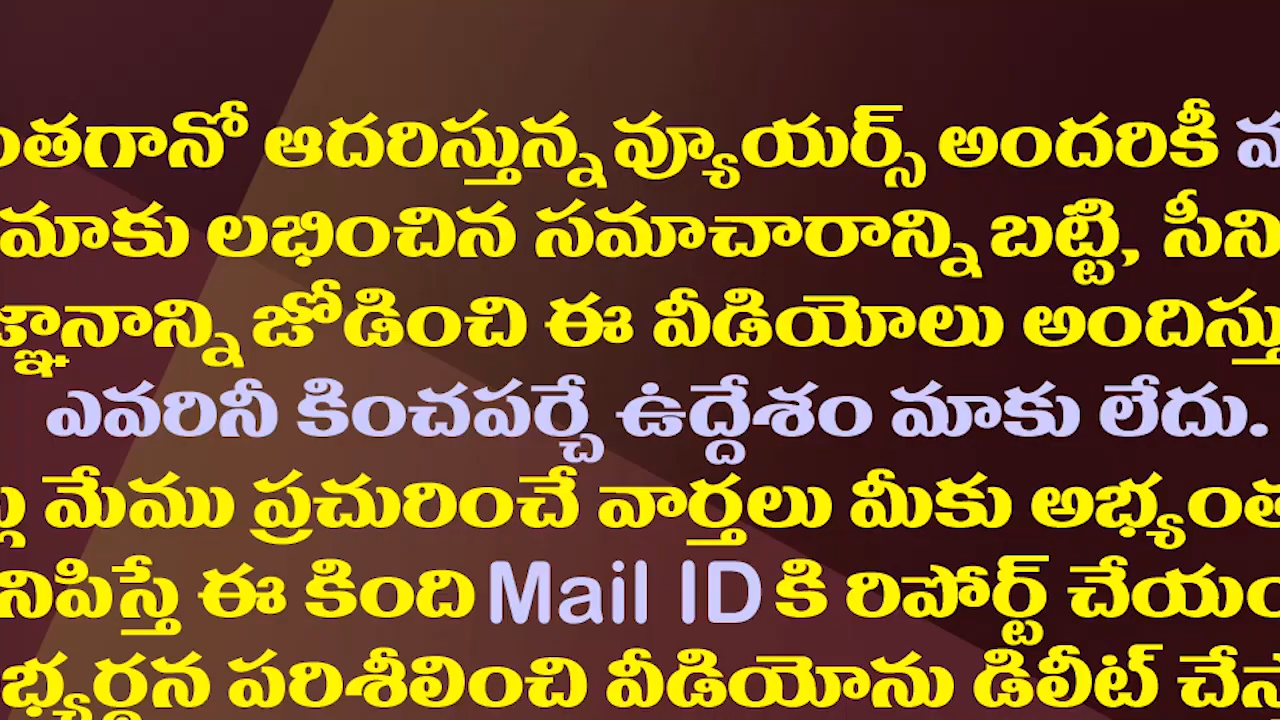 ంతగానో ఆదరిస్తున్న వ్యూయర్స్ అందరికీ
మాకు లభించిన సమాచారాన్ని బట్టి, సీని
జ్ఞానాన్ని జోడించి ఈ వీడియోలు అందిస్తు
ఎవరినీ కించపర్చే ఉద్దేశం మాకు లేదు.
మేము ప్రచురించే వార్తలు మీకు అభ్యంత
నిపిస్తే ఈ కింది Mail ID కి రిపోర్ట్ చేయం
భ్యర్థన పరిశీలించి వీడియోను డిలీట్ చేస